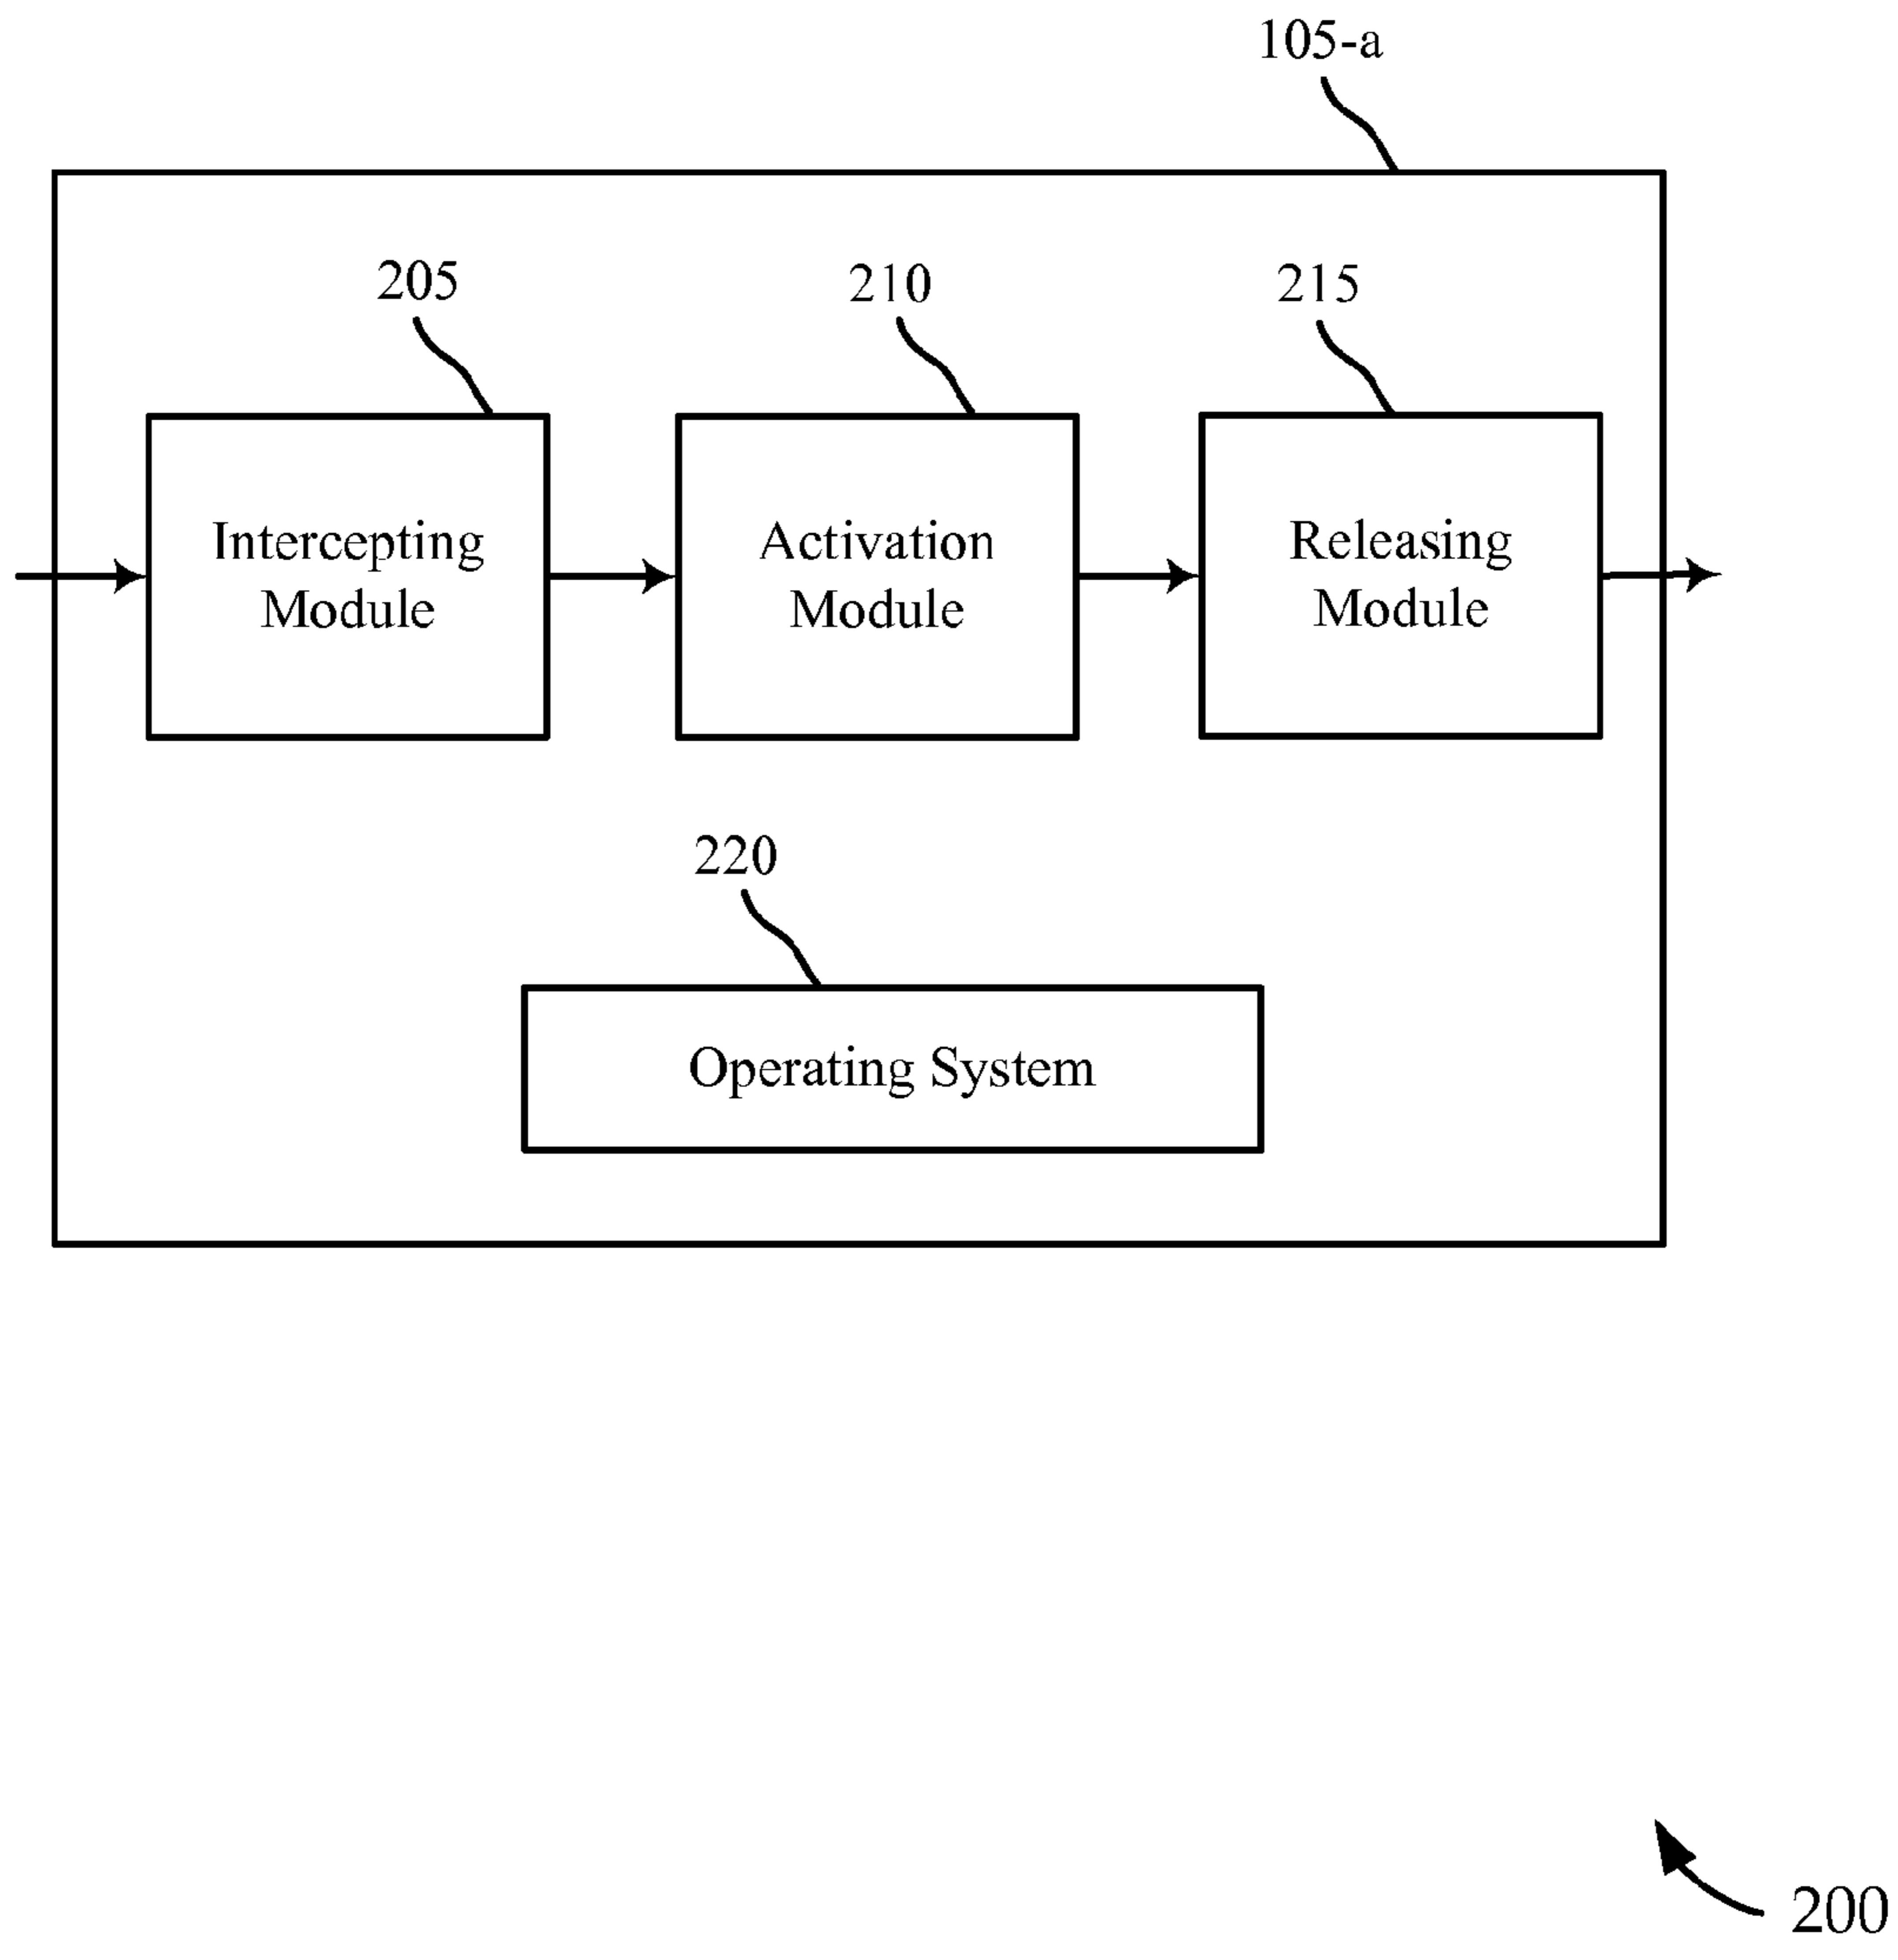 105-a
205
210
215
Intercepting
Module
Activation
Module
Releasing
Module
220
Operating System
200